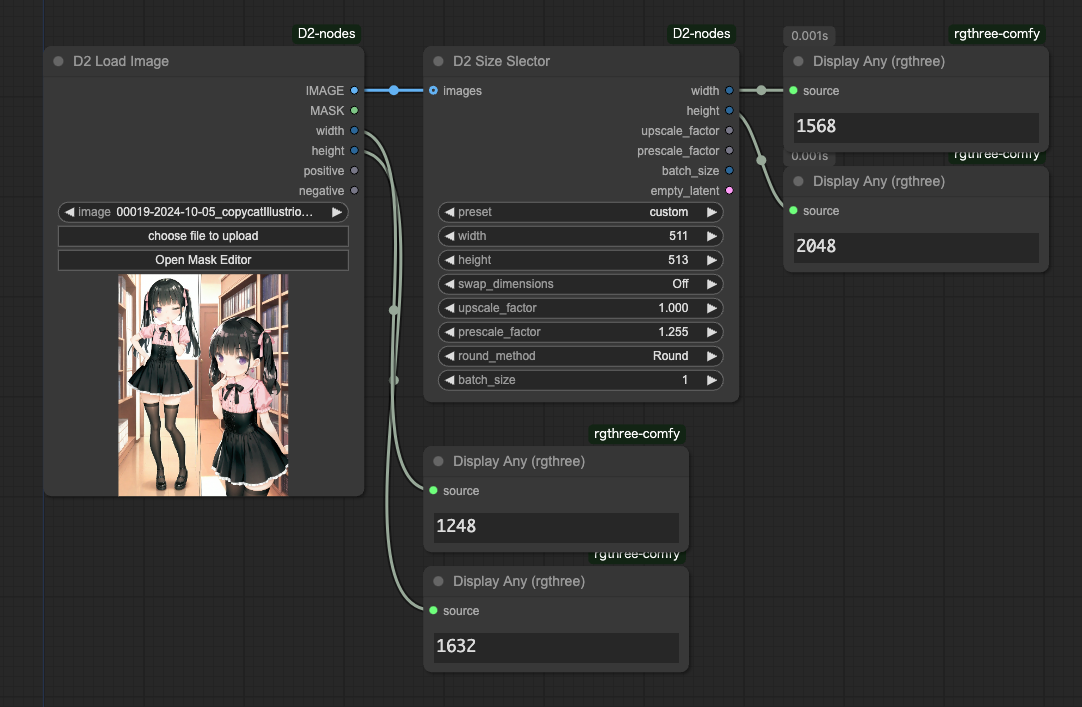 D2-nodes
D2 Load Image
IMAGE
MASK
width
height
positive
negative
image 00019-2024-10-05_copycatIllustrio...
choose file to upload
Open Mask Editor
D2-nodes
D2 Size Slector
images
width
height
upscale_factor
prescale_factor
batch_size
empty_latent
preset custom
width 511
height 513
swap_dimensions Off
upscale_factor 1.000
prescale_factor 1.255
round_method Round
batch_size 1
0.001s
rgthree-comfy
Display Any (rgthree)
source
1568
0.001s
rgthree-comfy
Display Any (rgthree)
source
2048
rgthree-comfy
Display Any (rgthree)
source
1248
rgthree-comfy
Display Any (rgthree)
source
1632